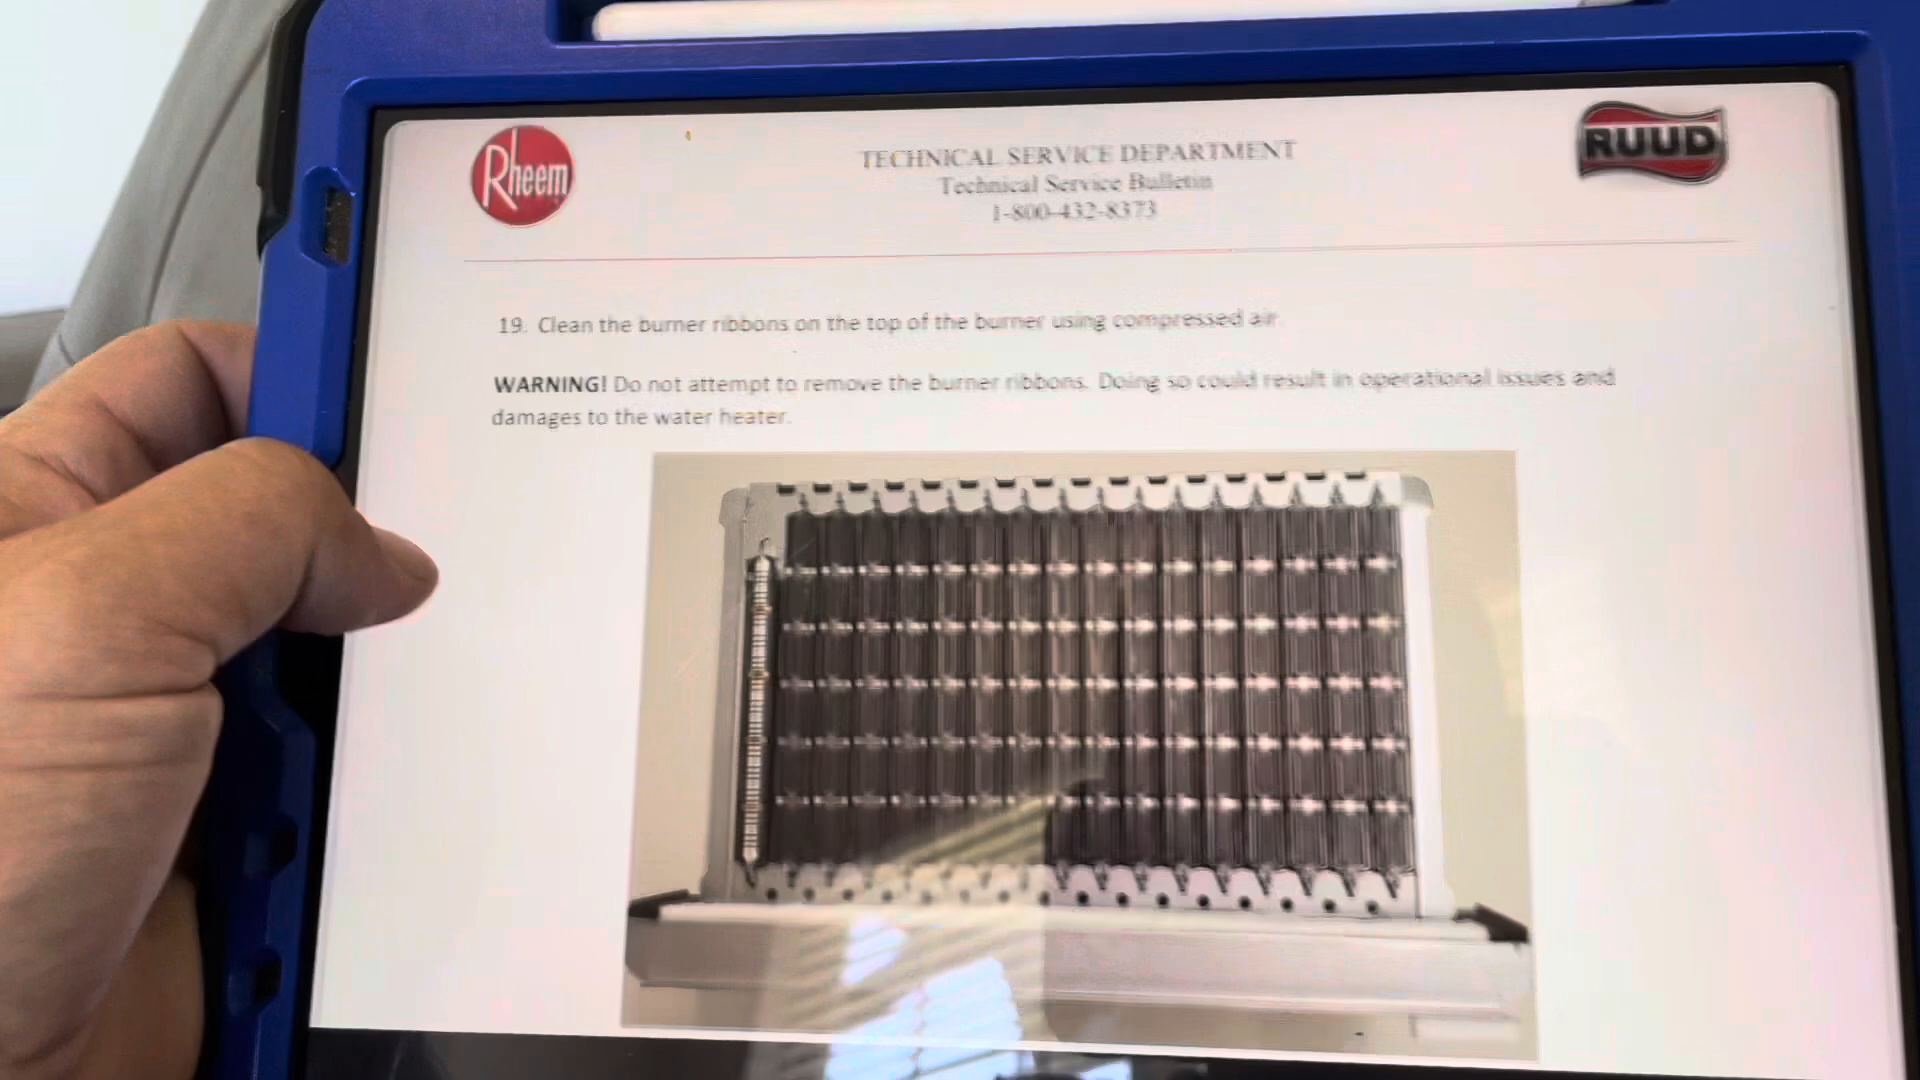 Rheem
TECHNICAL SERVICE DEPARTMENT
RUUD
Technical Service Bulletin
1-800-432-8373
19. Clean the burner ribbons on the top of the burner using compressed air.
WARNING! Do not attempt to remove the burner ribbons. Doing so could result in operational issues and
damages to the water heater.